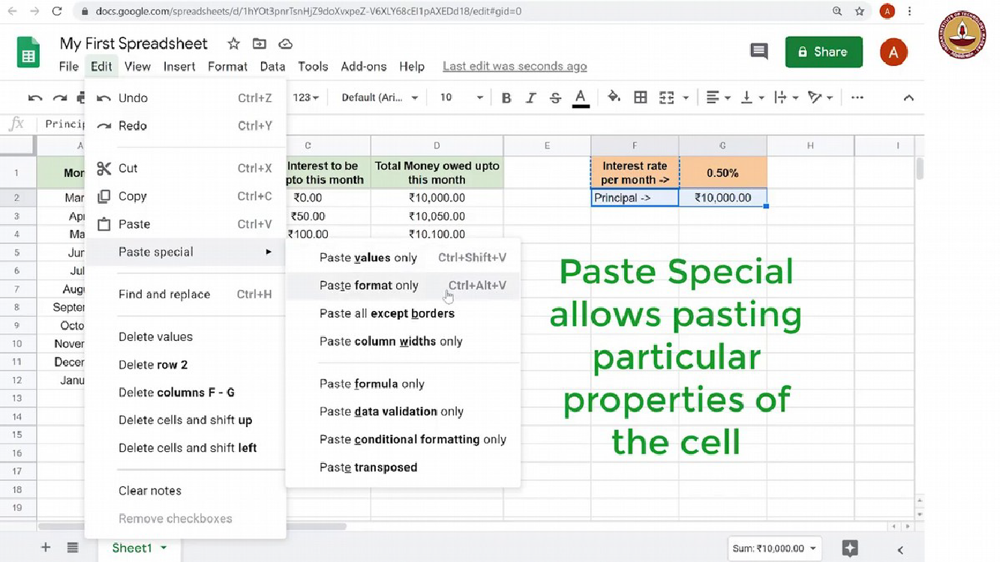 docs.google.com/spreadsheets/d/1hYOt3pnrTsnHjZ9doXvxpeZ-V6XLY68cEI1pAXEDd18/edit#gid=0
A
My First Spreadsheet
File Edit View Insert Format Data Tools Add-ons Help Last edit was seconds ago
Share
A
123 Default (Ari... 10 B I S A
fx Princip
A C D E F G H I
1 Mon
Interest to be
pto this month
Total Money owed upto
this month
Interest rate
per month ->
0.50%
2 Mar ₹0.00 ₹10,000.00 Principal -> ₹10,000.00
3 Apr ₹50.00 ₹10,050.00
4 Ma ₹100.00 ₹10,100.00
5 Jur
6 Jul
7 Augu
8 Septer
9 Octo
10 Nover
11 Decer
12 Janu
13
14
15
16
17
18
19
Undo Ctrl+Z
Redo Ctrl+Y
Cut Ctrl+X
Copy Ctrl+C
Paste Ctrl+V
Paste special
Find and replace Ctrl+H
Delete values
Delete row 2
Delete columns F - G
Delete cells and shift up
Delete cells and shift left
Clear notes
Remove checkboxes
Paste values only Ctrl+Shift+V
Paste format only Ctrl+Alt+V
Paste all except borders
Paste column widths only
Paste formula only
Paste data validation only
Paste conditional formatting only
Paste transposed
Paste Special
allows pasting
particular
properties of
the cell
Sheet1
Sum: ₹10,000.00